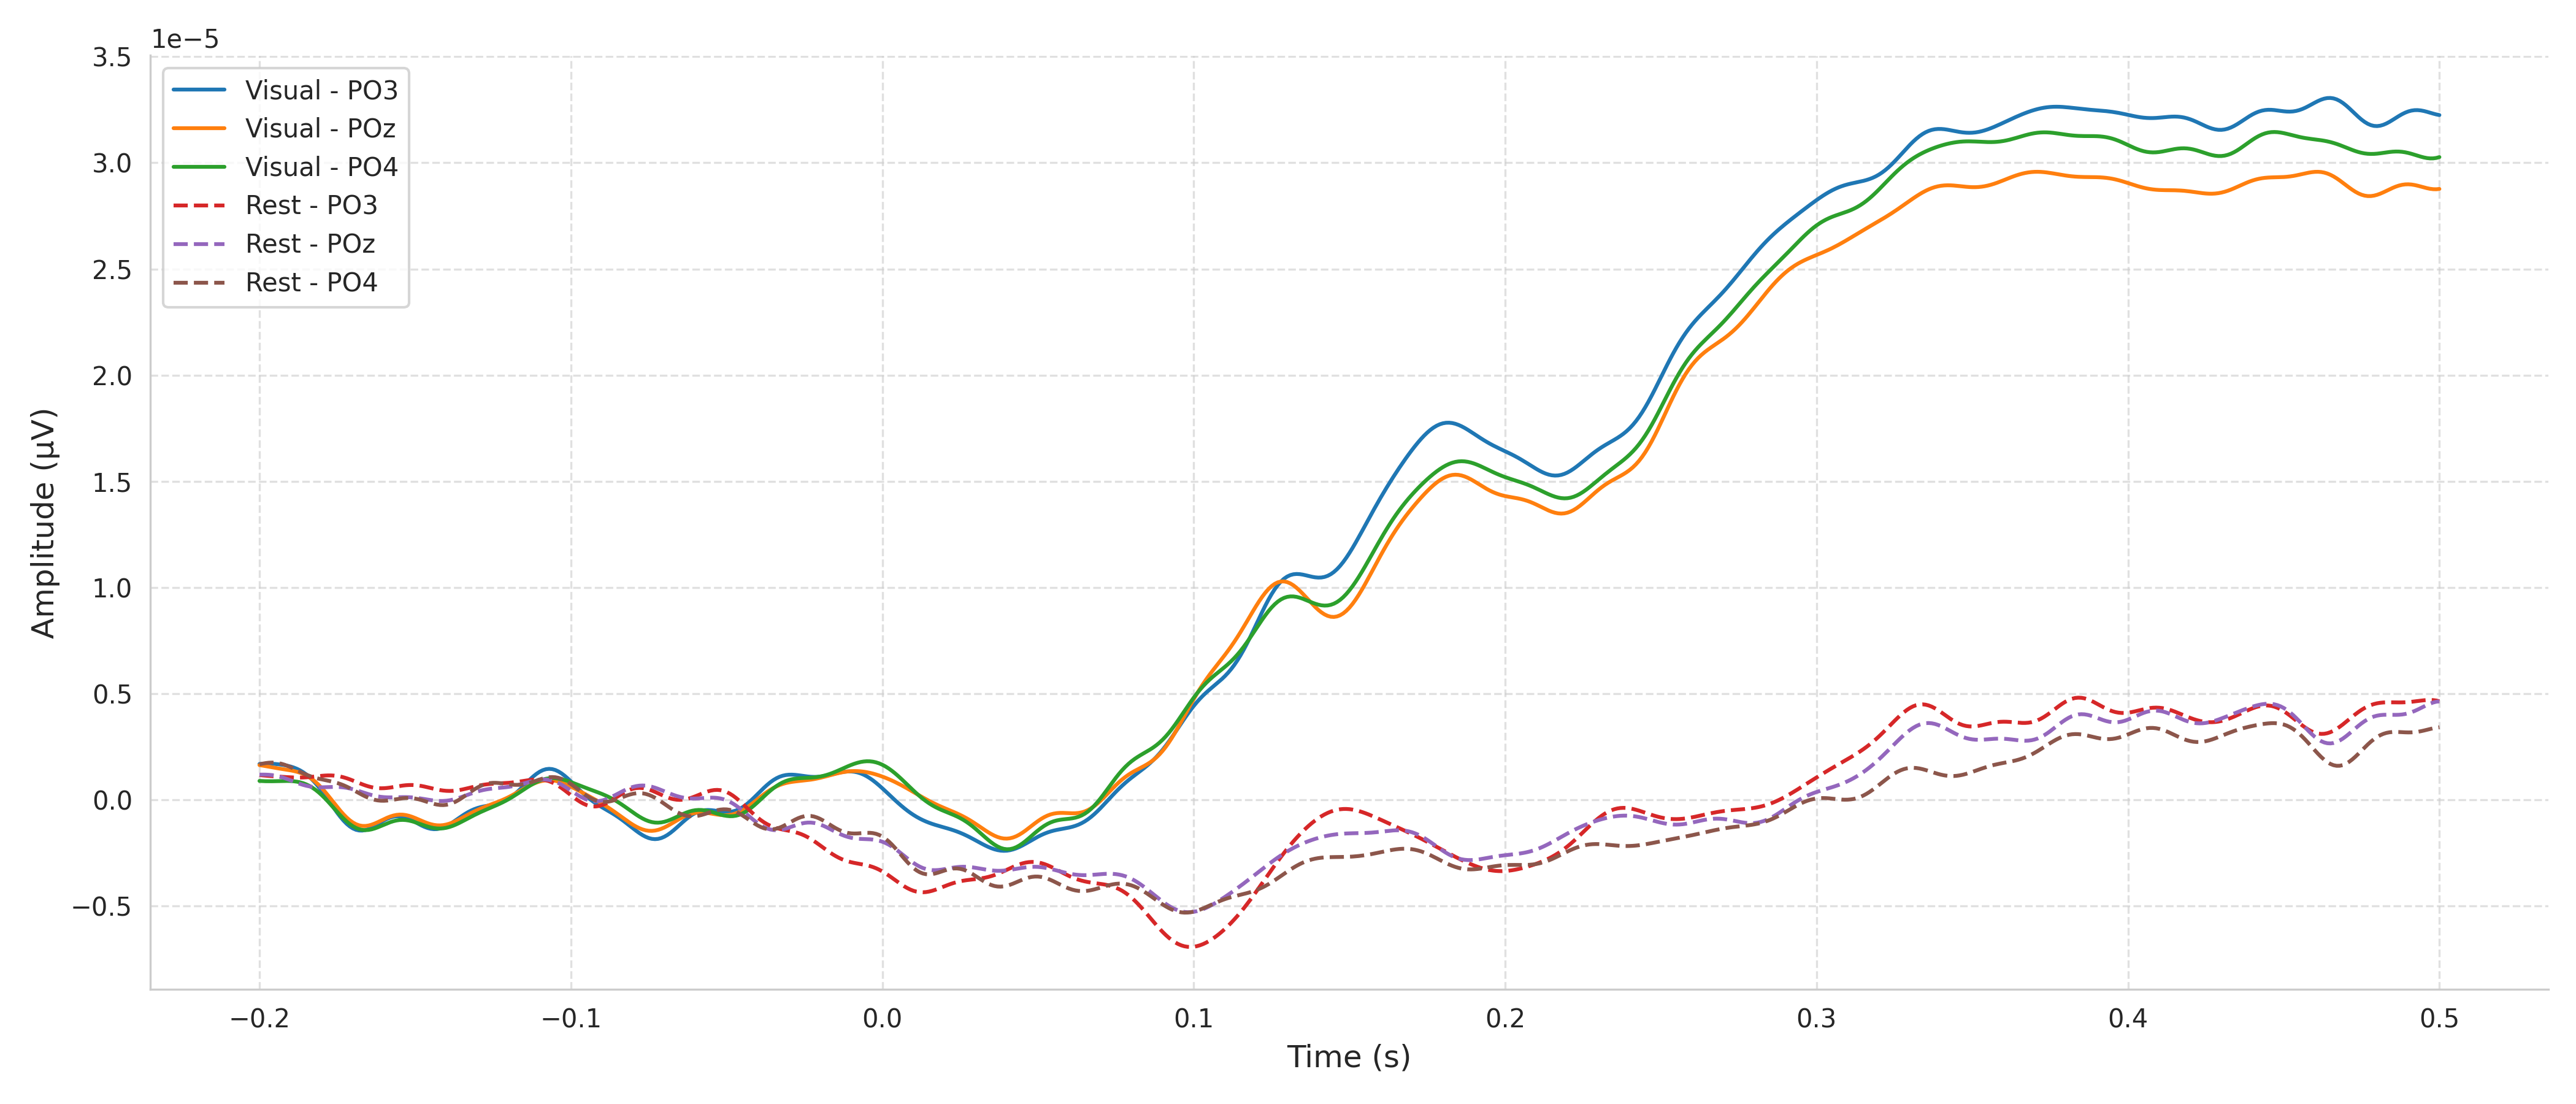 1e−5
3.5
3.0
2.5
2.0
1.5
1.0
0.5
0.0
−0.5
Amplitude (µV)
Visual - PO3
Visual - POz
Visual - PO4
Rest - PO3
Rest - POz
Rest - PO4
−0.2 −0.1 0.0 0.1 0.2 0.3 0.4 0.5
Time (s)